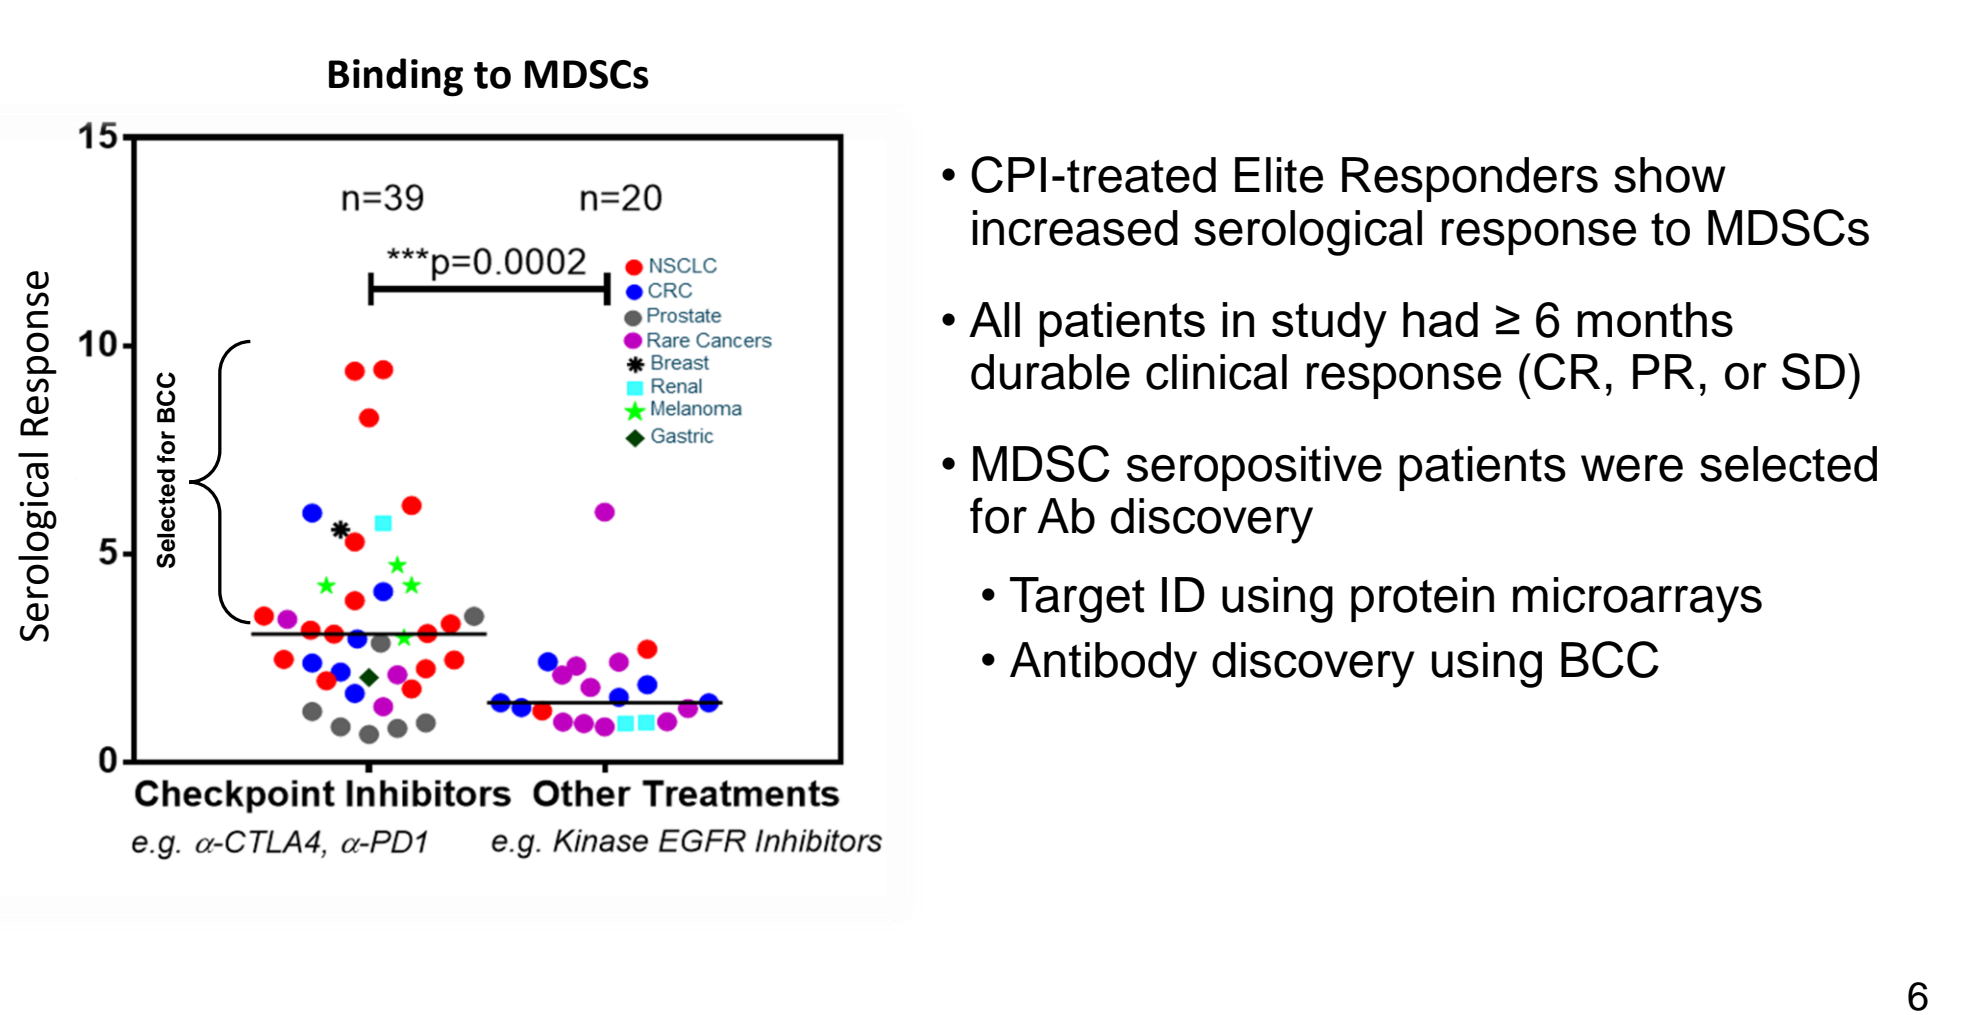 Binding to MDSCs
Serological Response
15
10
5
0
n=39
n=20
***p=0.0002
NSCLC
CRC
Prostate
Rare Cancers
Breast
Renal
Melanoma
Gastric
Selected for BCC
Checkpoint Inhibitors
Other Treatments
e.g. α-CTLA4, α-PD1
e.g. Kinase EGFR Inhibitors
• CPI-treated Elite Responders show
increased serological response to MDSCs
• All patients in study had ≥ 6 months
durable clinical response (CR, PR, or SD)
• MDSC seropositive patients were selected
for Ab discovery
• Target ID using protein microarrays
• Antibody discovery using BCC
6